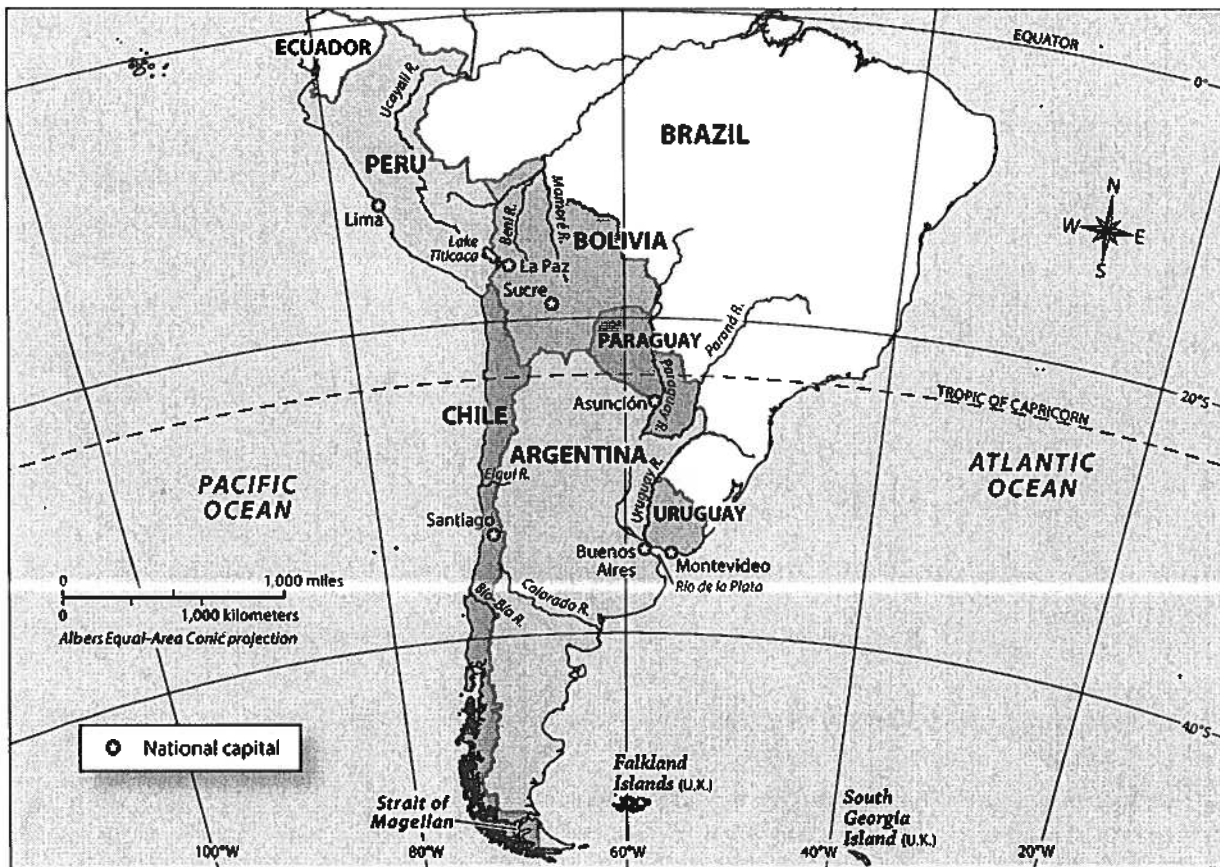 ECUADOR
EQUATOR
0°
Ucayali R.
BRAZIL
PERU
N
W
E
S
Lima
Beni R.
Mamoré R.
Lake
Titicaca
BOLIVIA
La Paz
Sucre
PARAGUAY
Paraná R.
Paraguay R.
20°S
TROPIC OF CAPRICORN
Asunción
CHILE
ARGENTINA
Elqui R.
PACIFIC
OCEAN
ATLANTIC
OCEAN
Uruguay R.
URUGUAY
Santiago
Buenos
Aires
Montevideo
Río de la Plata
0
1,000 miles
0
1,000 kilometers
Albers Equal-Area Conic projection
Colorado R.
Bío-Bío R.
40°S
National capital
Falkland
Islands (U.K.)
Strait of
Magellan
South
Georgia
Island (U.K.)
100°W
80°W
60°W
40°W
20°W